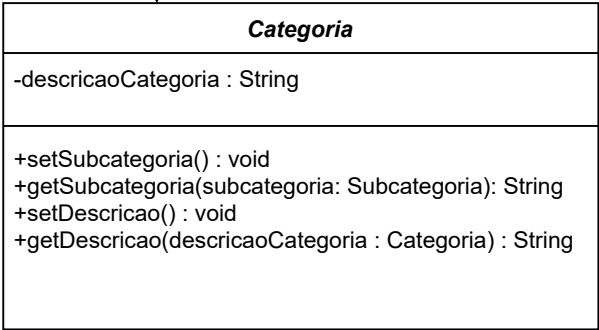 Categoria
-descricaoCategoria : String
+setSubcategoria() : void
+getSubcategoria(subcategoria: Subcategoria): String
+setDescricao() : void
+getDescricao(descricaoCategoria : Categoria) : String